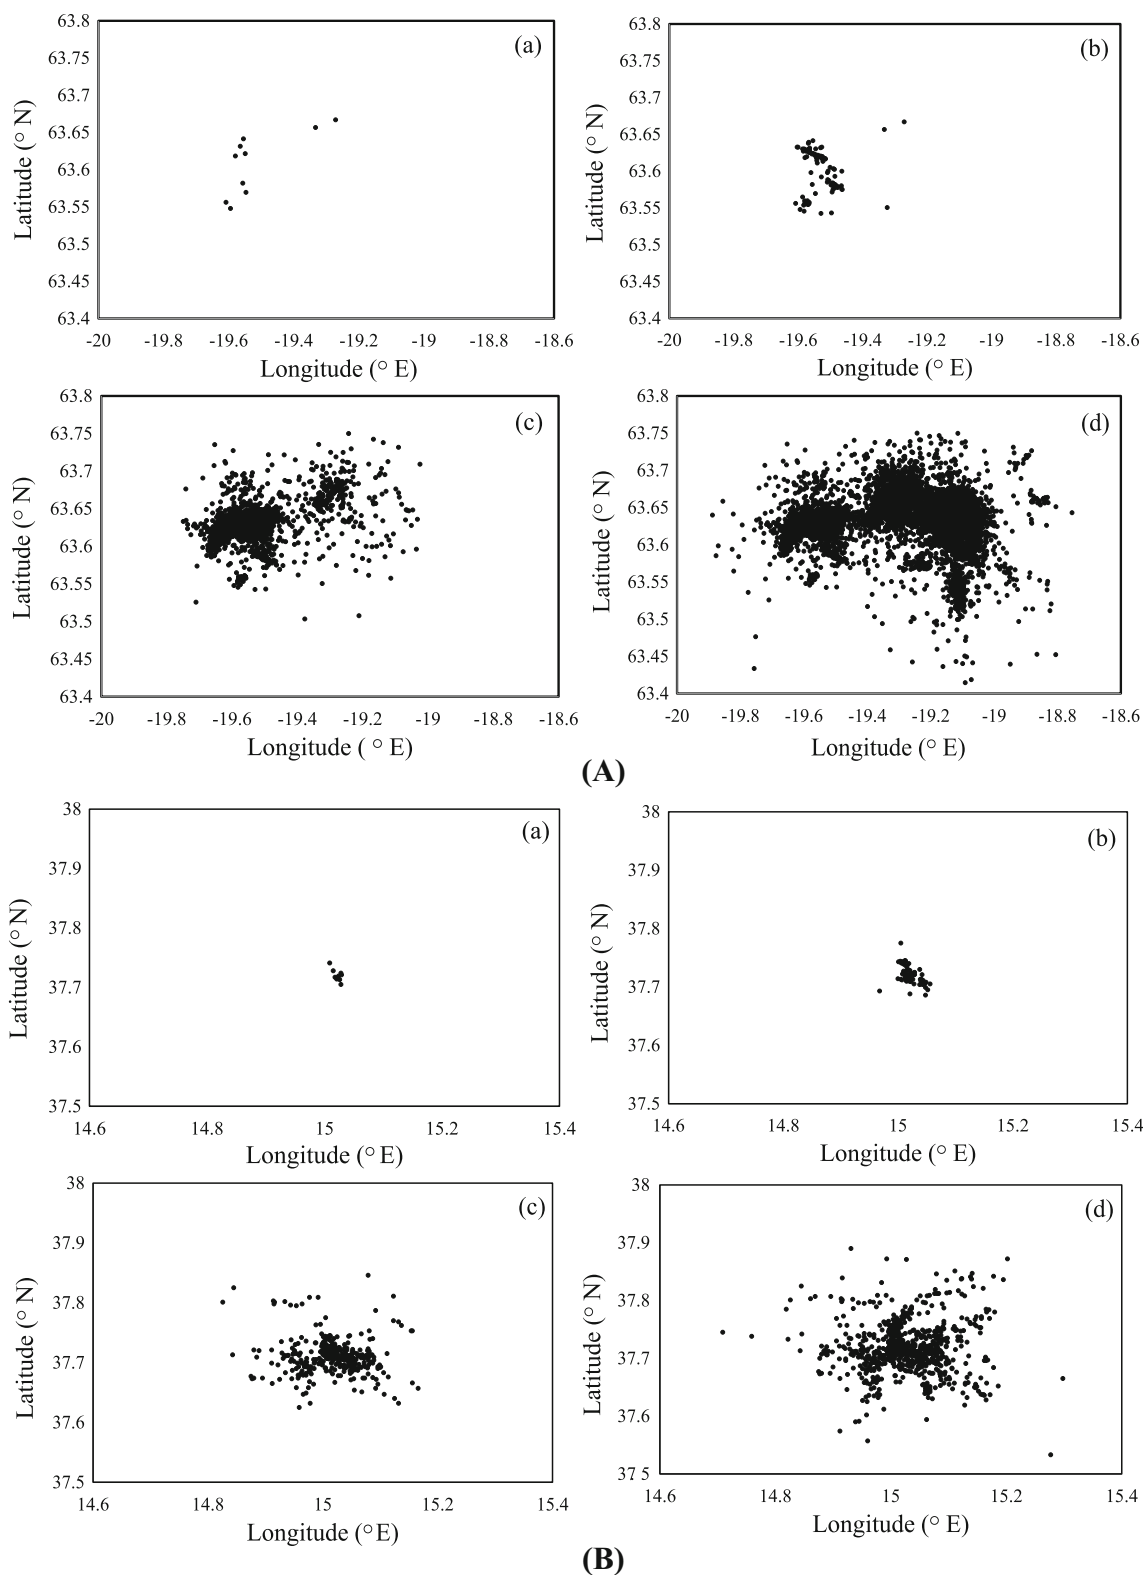 63.8
63.75
63.7
63.65
63.6
63.55
63.5
63.45
63.4
Latitude (° N)
(a)
-20 -19.8 -19.6 -19.4 -19.2 -19 -18.8 -18.6
Longitude (° E)
63.8
63.75
63.7
63.65
63.6
63.55
63.5
63.45
63.4
Latitude (° N)
(b)
-20 -19.8 -19.6 -19.4 -19.2 -19 -18.8 -18.6
Longitude (° E)
63.8
63.75
63.7
63.65
63.6
63.55
63.5
63.45
63.4
Latitude (° N)
(c)
-20 -19.8 -19.6 -19.4 -19.2 -19 -18.8 -18.6
Longitude ( ° E)
63.8
63.75
63.7
63.65
63.6
63.55
63.5
63.45
63.4
Latitude (° N)
(d)
-20 -19.8 -19.6 -19.4 -19.2 -19 -18.8 -18.6
Longitude (° E)
(A)
38
37.9
37.8
37.7
37.6
37.5
Latitude (° N)
(a)
14.6 14.8 15 15.2 15.4
Longitude (° E)
38
37.9
37.8
37.7
37.6
37.5
Latitude (° N)
(b)
14.6 14.8 15 15.2 15.4
Longitude (° E)
38
37.9
37.8
37.7
37.6
37.5
Latitude (° N)
(c)
14.6 14.8 15 15.2 15.4
Longitude (° E)
38
37.9
37.8
37.7
37.6
37.5
Latitude (° N)
(d)
14.6 14.8 15 15.2 15.4
Longitude (° E)
(B)